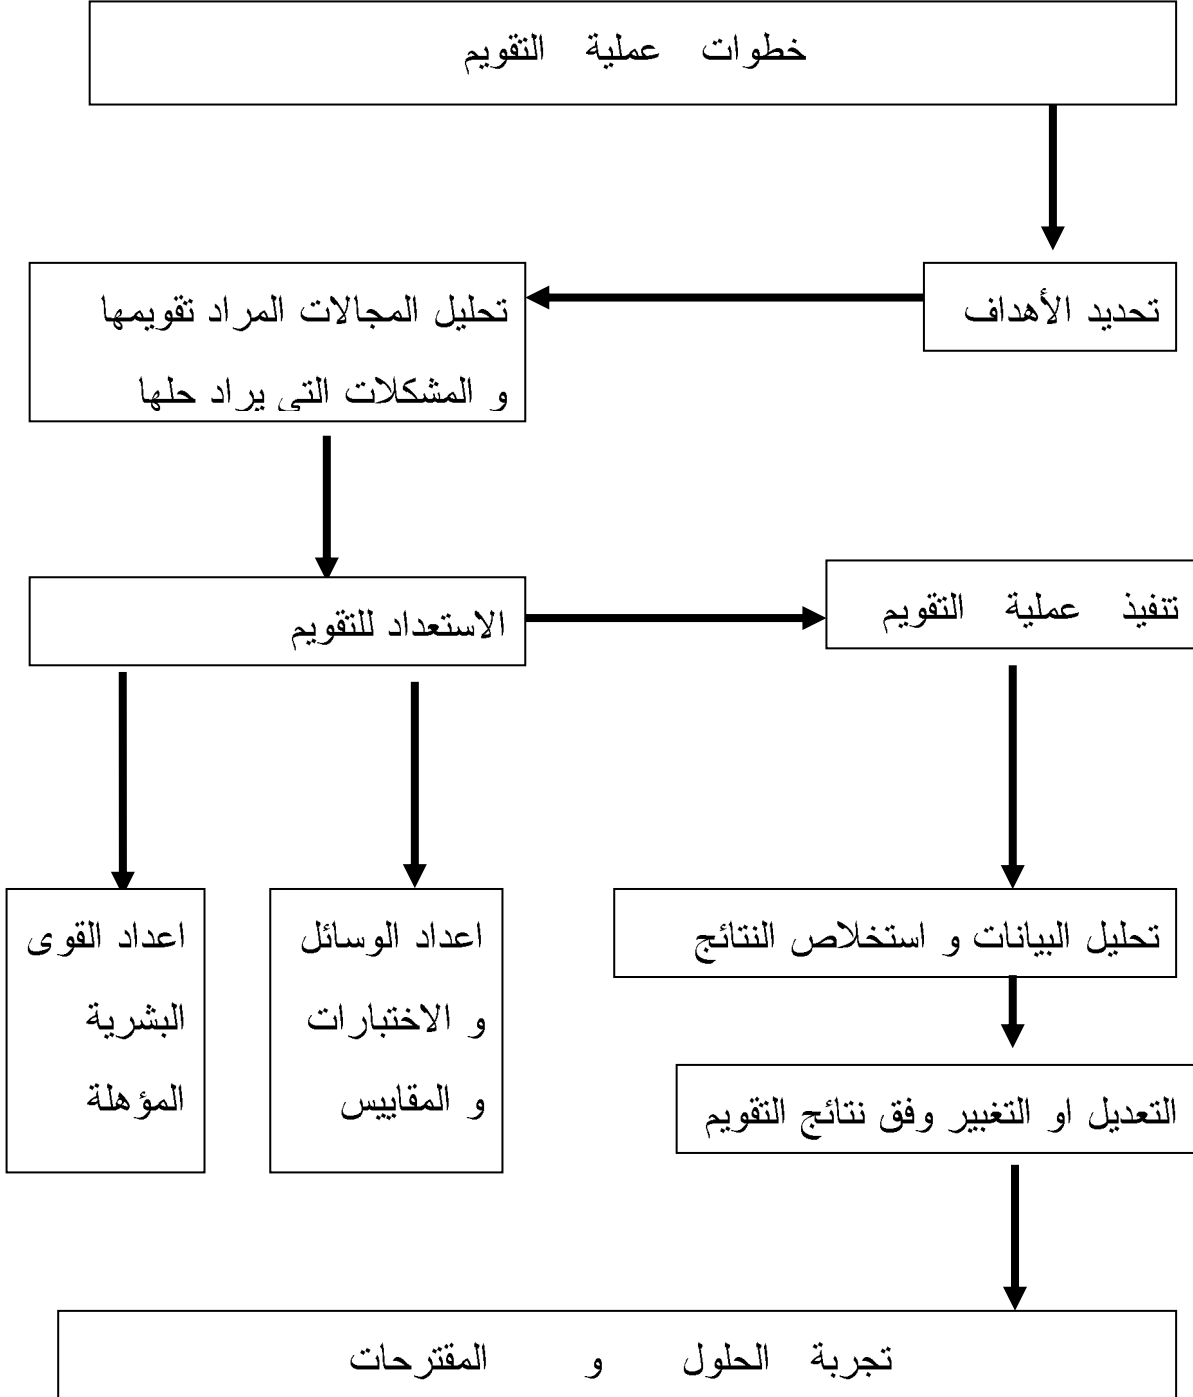 خطوات عملية التقويم
تحديد الأهداف
تحليل المجالات المراد تقويمها
و المشكلات التي يراد حلها
الاستعداد للتقويم
تنفيذ عملية التقويم
اعداد القوى
البشرية
المؤهلة
اعداد الوسائل
و الاختبارات
و المقاييس
تحليل البيانات و استخلاص النتائج
التعديل او التغيير وفق نتائج التقويم
تجربة الحلول و المقترحات